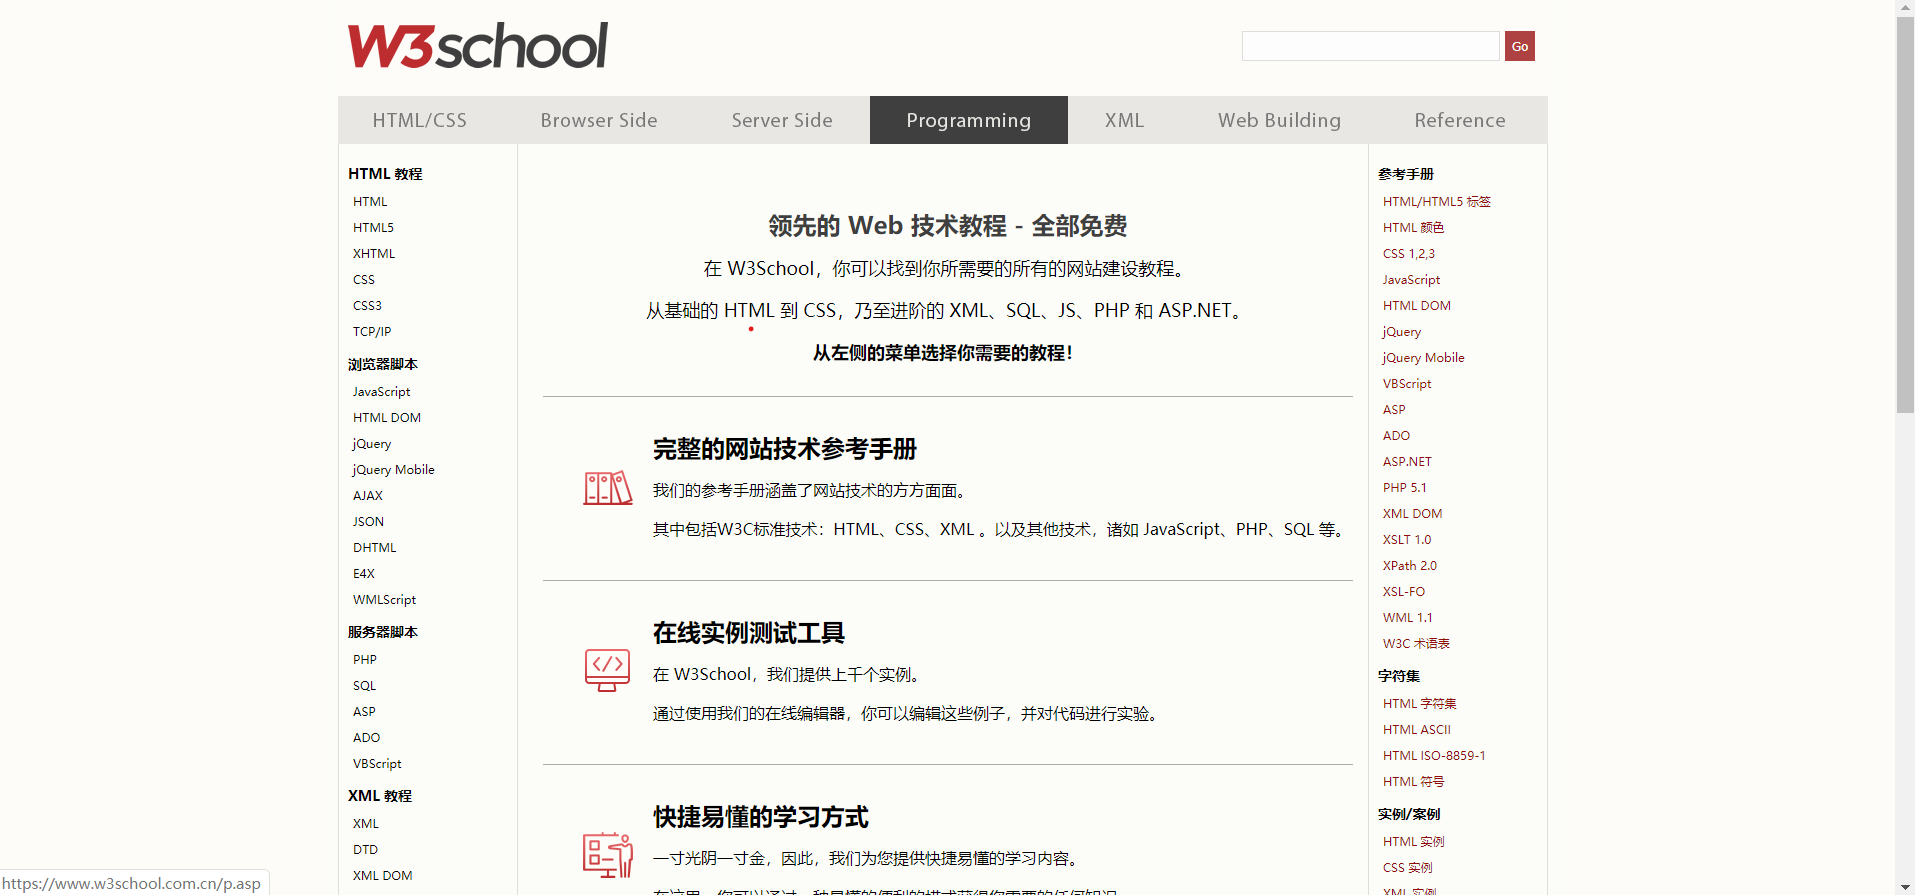 W3school
Go
HTML/CSS Browser Side Server Side Programming XML Web Building Reference
HTML 教程
HTML
HTML5
XHTML
CSS
CSS3
TCP/IP
浏览器脚本
JavaScript
HTML DOM
jQuery
jQuery Mobile
AJAX
JSON
DHTML
E4X
WMLScript
服务器脚本
PHP
SQL
ASP
ADO
VBScript
XML 教程
XML
DTD
XML DOM
领先的 Web 技术教程 - 全部免费
在 W3School，你可以找到你所需要的所有的网站建设教程。
从基础的 HTML 到 CSS，乃至进阶的 XML、SQL、JS、PHP 和 ASP.NET。
从左侧的菜单选择你需要的教程！
完整的网站技术参考手册
我们的参考手册涵盖了网站技术的方方面面。
其中包括W3C标准技术：HTML、CSS、XML 。以及其他技术，诸如 JavaScript、PHP、SQL 等。
在线实例测试工具
在 W3School，我们提供上千个实例。
通过使用我们的在线编辑器，你可以编辑这些例子，并对代码进行实验。
快捷易懂的学习方式
一寸光阴一寸金，因此，我们为您提供快捷易懂的学习内容。
参考手册
HTML/HTML5 标签
HTML 颜色
CSS 1,2,3
JavaScript
HTML DOM
jQuery
jQuery Mobile
VBScript
ASP
ADO
ASP.NET
PHP 5.1
XML DOM
XSLT 1.0
XPath 2.0
XSL-FO
WML 1.1
W3C 术语表
字符集
HTML 字符集
HTML ASCII
HTML ISO-8859-1
HTML 符号
实例/案例
HTML 实例
CSS 实例
XML 实例
https://www.w3school.com.cn/p.asp